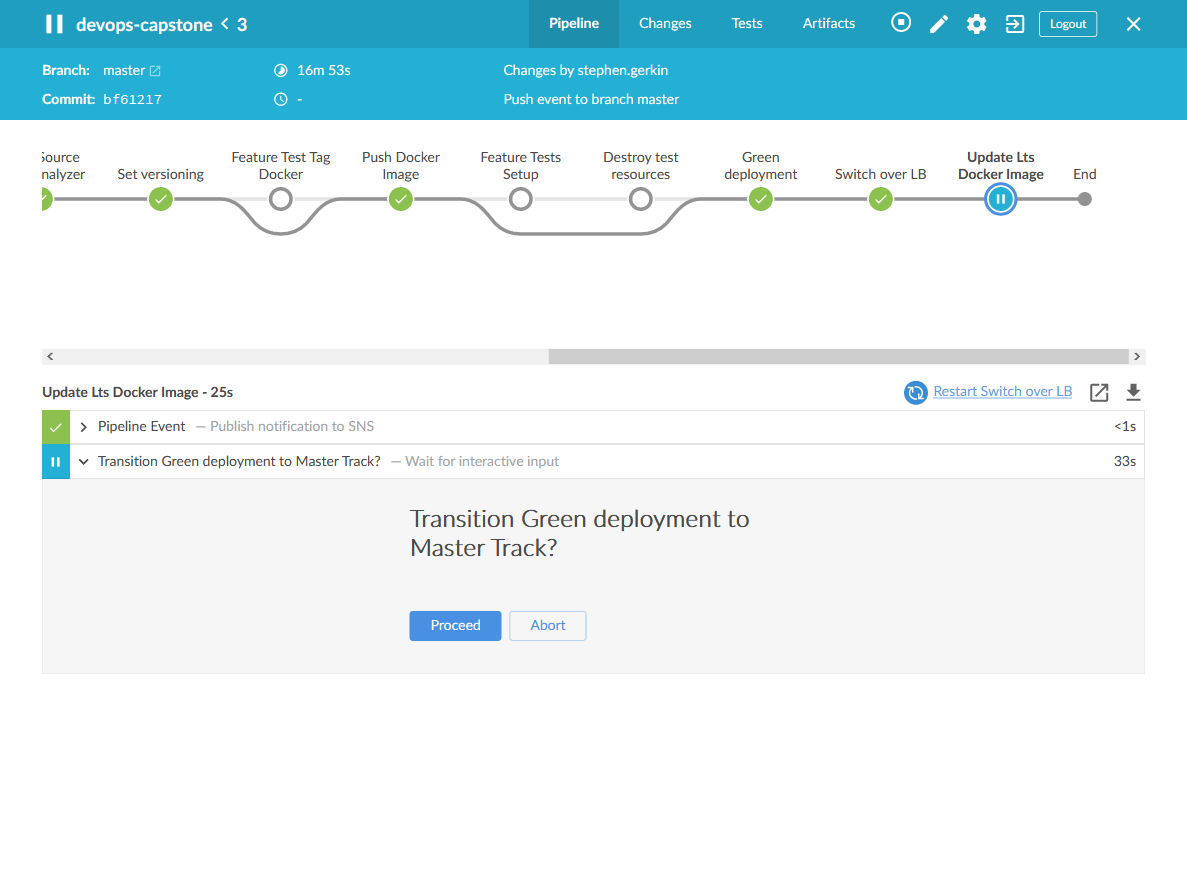 devops-capstone < 3
Pipeline
Changes
Tests
Artifacts
Logout
Branch: master
16m 53s
Changes by stephen.gerkin
Commit: bf61217
-
Push event to branch master
Source
nalyzer
Set versioning
Feature Test Tag
Docker
Push Docker
Image
Feature Tests
Setup
Destroy test
resources
Green
deployment
Switch over LB
Update Lts
Docker Image
End
Update Lts Docker Image - 25s
Restart Switch over LB
Pipeline Event — Publish notification to SNS
<1s
Transition Green deployment to Master Track? — Wait for interactive input
33s
Transition Green deployment to
Master Track?
Proceed
Abort